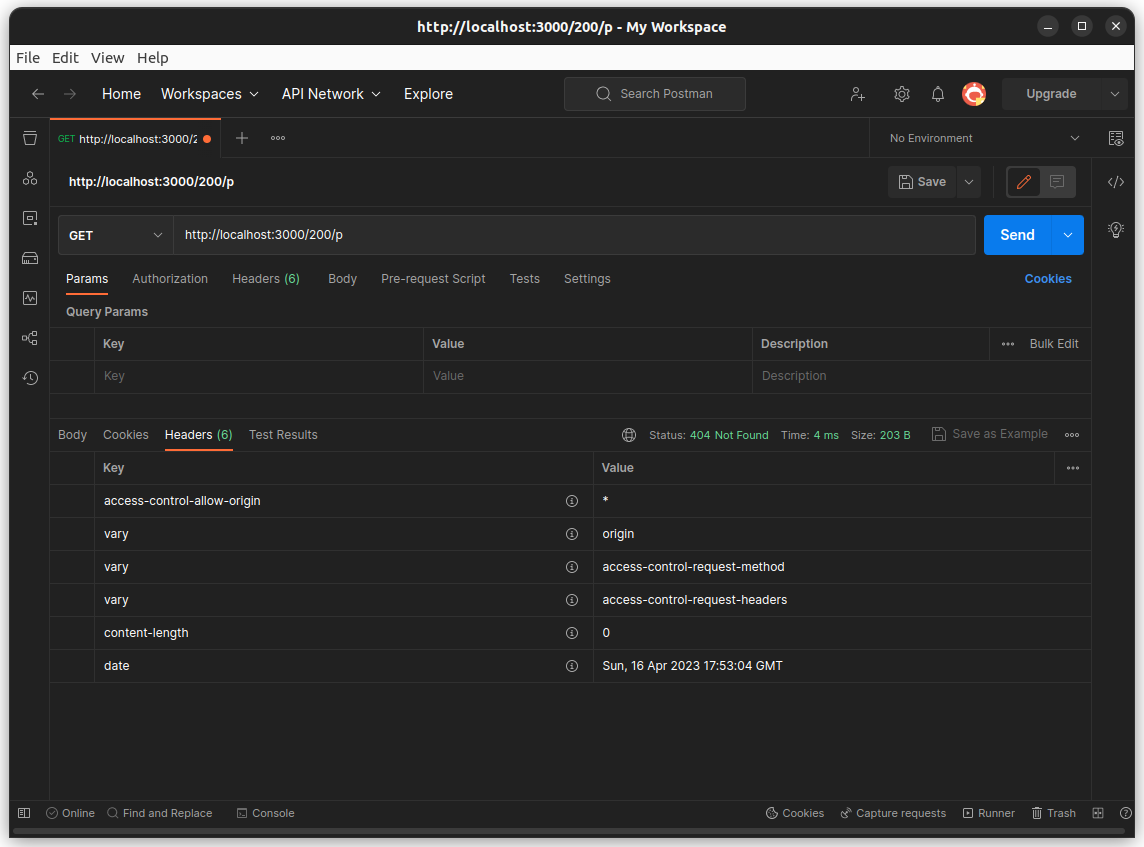 http://localhost:3000/200/p - My Workspace
File Edit View Help
Home Workspaces API Network Explore Search Postman Upgrade
GET http://localhost:3000/2 No Environment
http://localhost:3000/200/p Save
GET http://localhost:3000/200/p Send
Params Authorization Headers (6) Body Pre-request Script Tests Settings Cookies
Query Params
Key Value Description Bulk Edit
Key Value Description
Body Cookies Headers (6) Test Results Status: 404 Not Found Time: 4 ms Size: 203 B Save as Example
Key Value
access-control-allow-origin *
vary origin
vary access-control-request-method
vary access-control-request-headers
content-length 0
date Sun, 16 Apr 2023 17:53:04 GMT
Online Find and Replace Console Cookies Capture requests Runner Trash